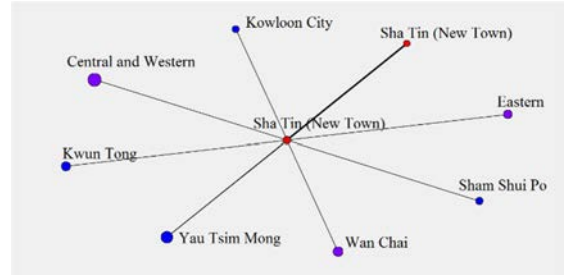 Kowloon City
Sha Tin (New Town)
Central and Western
Eastern
Sha Tin (New Town)
Kwun Tong
Sham Shui Po
Yau Tsim Mong
Wan Chai